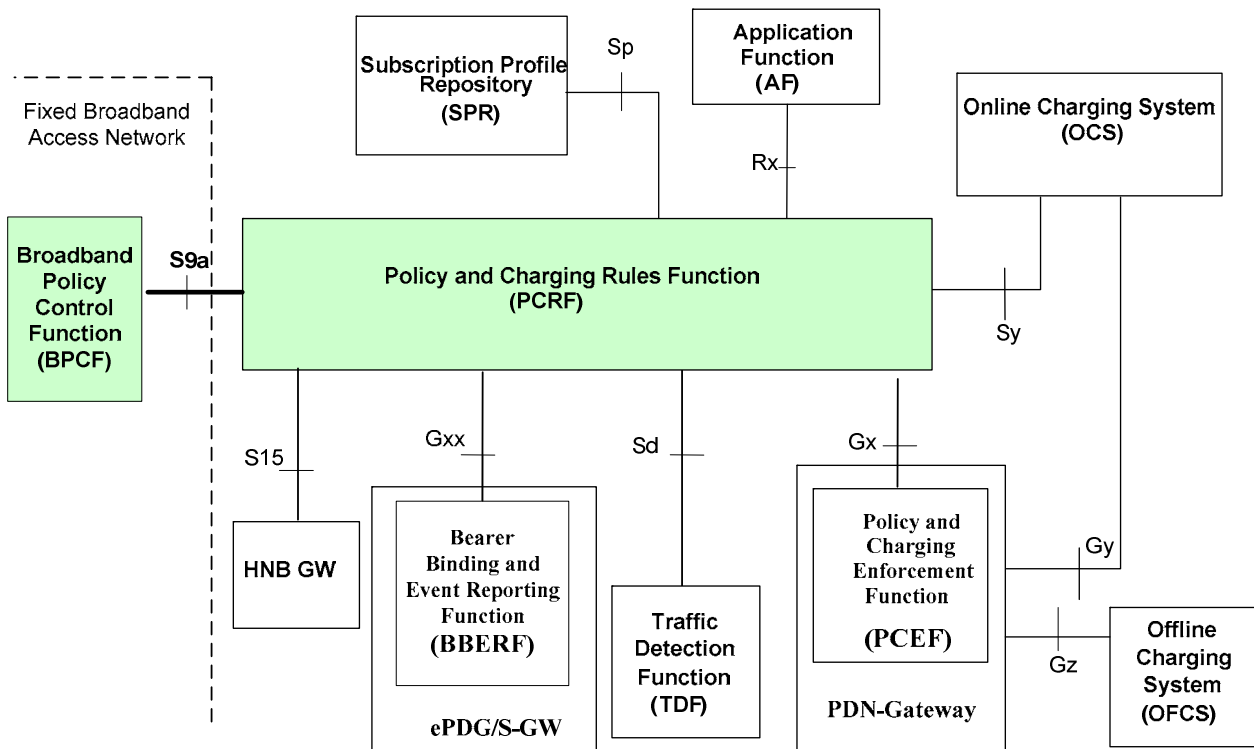 Sp
Subscription Profile
Repository
(SPR)
Application
Function
(AF)
Online Charging System
(OCS)
Fixed Broadband
Access Network
Rx
Broadband
Policy
Control
Function
(BPCF)
S9a
Policy and Charging Rules Function
(PCRF)
Sy
S15
Gxx
Sd
Gx
HNB GW
Bearer
Binding and
Event Reporting
Function
(BBERF)
ePDG/S-GW
Traffic
Detection
Function
(TDF)
Policy and
Charging
Enforcement
Function
(PCEF)
PDN-Gateway
Gy
Gz
Offline
Charging
System
(OFCS)